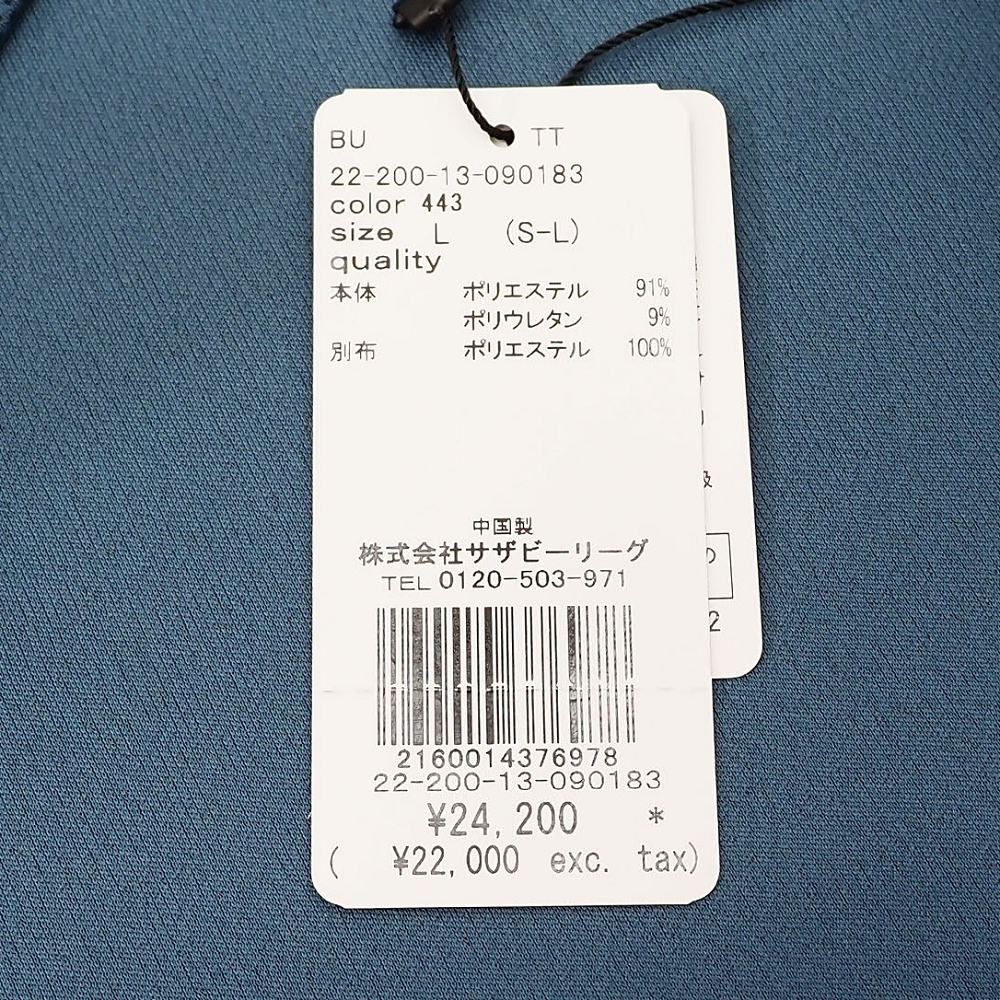 BU TT
22-200-13-090183
color 443
size L (S-L)
quality
本体 ポリエステル 91%
ポリウレタン 9%
別布 ポリエステル 100%
中国製
株式会社サザビーリーグ
TEL 0120-503-971
2160014376978
22-200-13-090183
¥24,200 *
( ¥22,000 exc. tax)
の
2